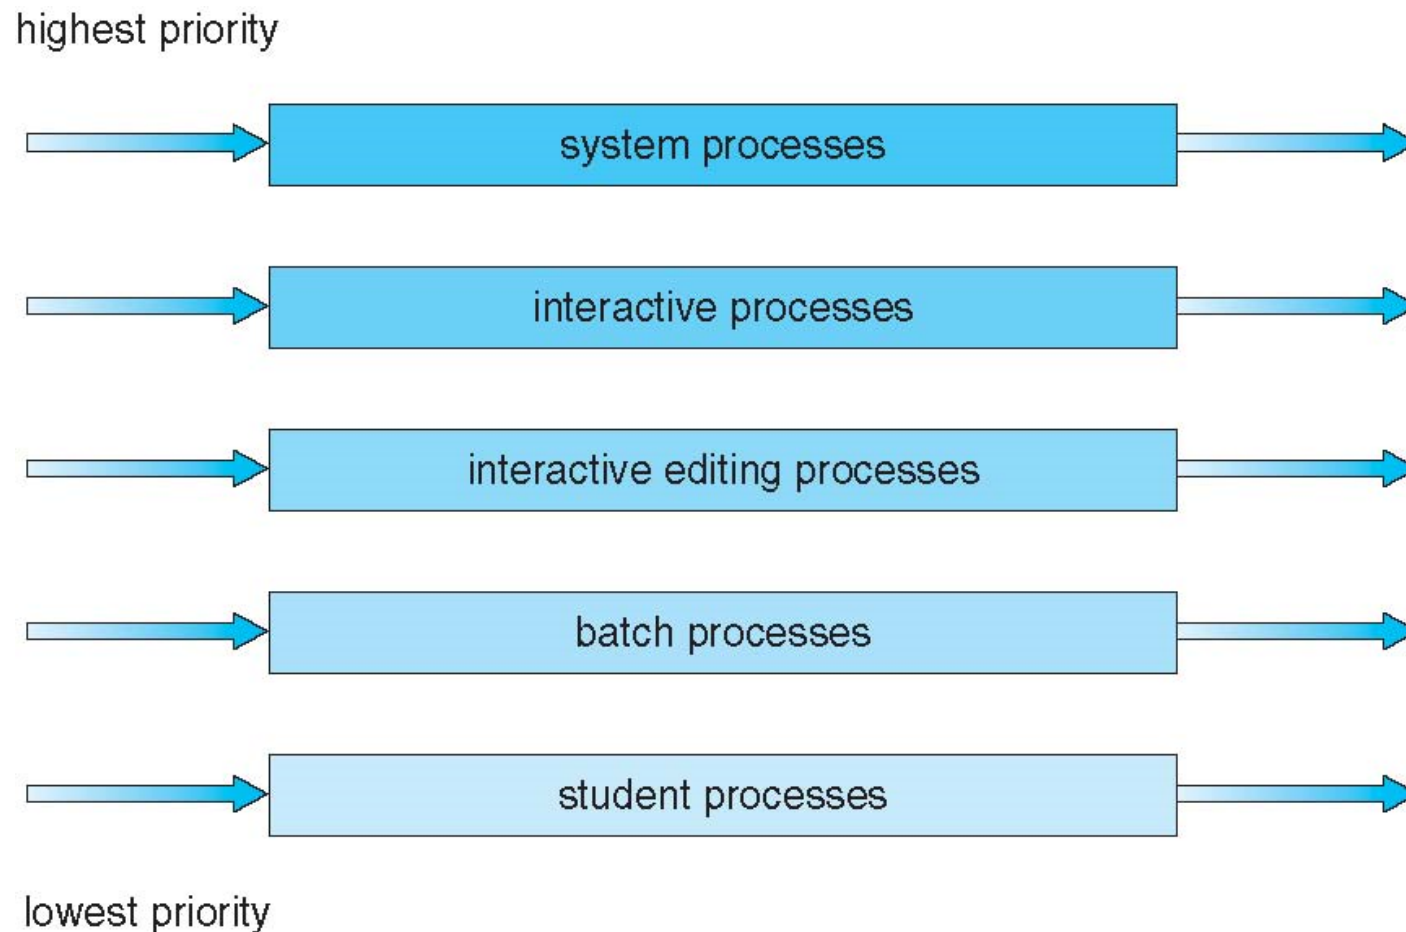 highest priority
system processes
interactive processes
interactive editing processes
batch processes
student processes
lowest priority